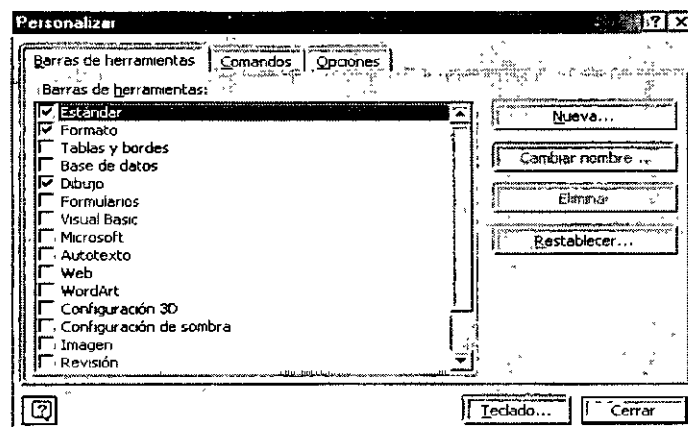 Personalizar
Barras de herramientas Comandos Opciones
Barras de herramientas:
Estándar
Formato
Tablas y bordes
Base de datos
Dibujo
Formularios
Visual Basic
Microsoft
Autotexto
Web
WordArt
Configuración 3D
Configuración de sombra
Imagen
Revisión
Nueva...
Cambiar nombre ...
Eliminar
Restablecer...
Teclado...
Cerrar